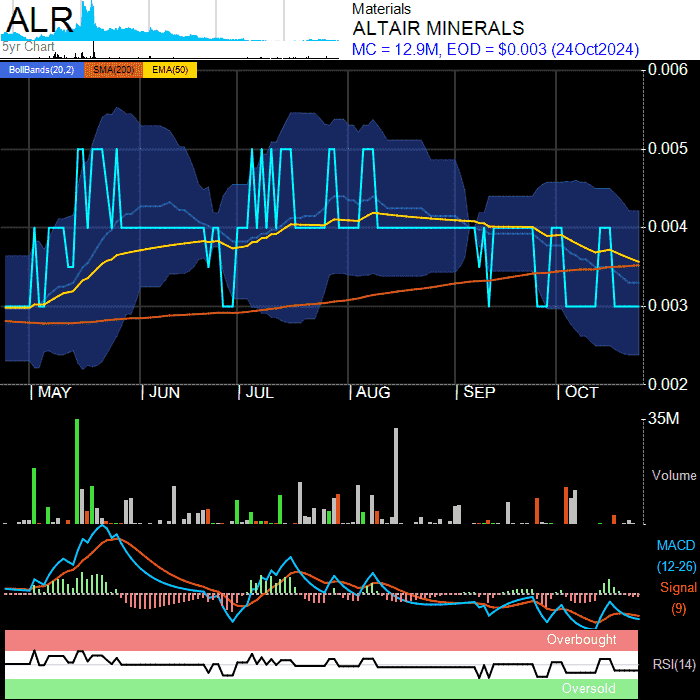 ALR
5yr Chart
Materials
ALTAIR MINERALS
MC = 12.9M, EOD = $0.003 (24Oct2024)
BollBands(20,2) SMA(200) EMA(50)
0.006
0.005
0.004
0.003
0.002
| MAY | JUN | JUL | AUG | SEP | OCT
35M
Volume
MACD
(12-26)
Signal
(9)
Overbought
RSI(14)
Oversold